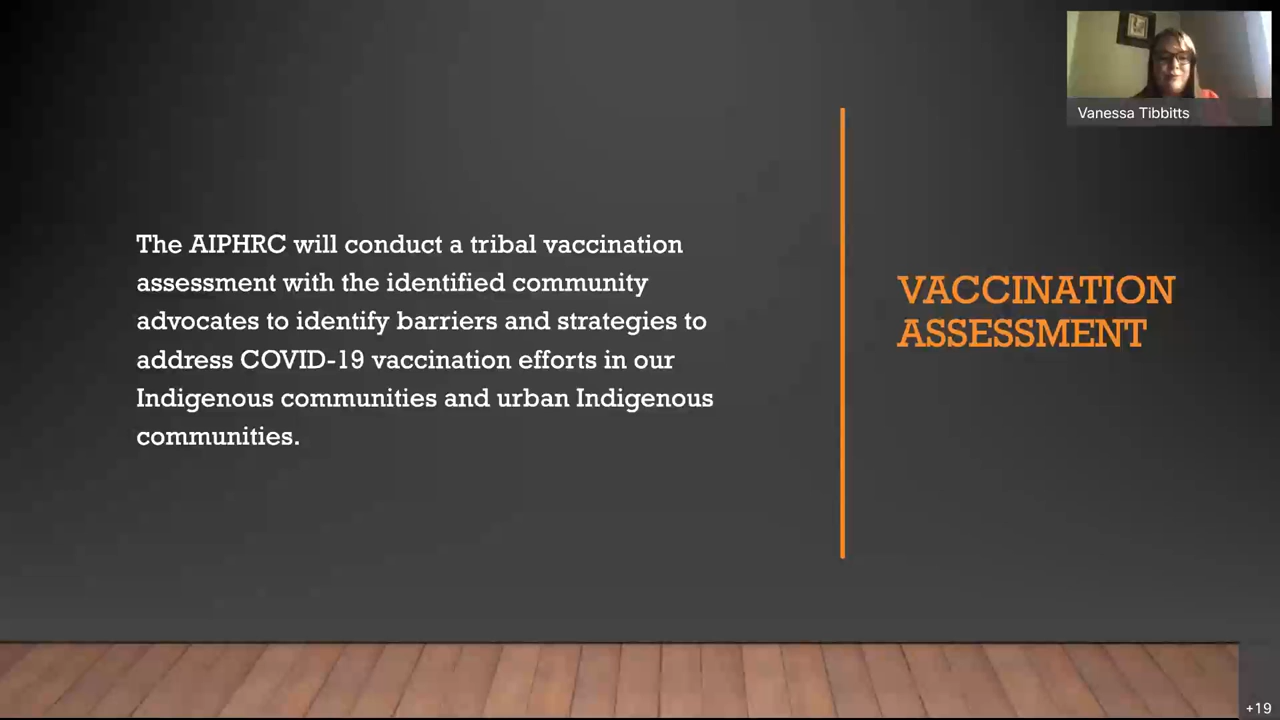 Vanessa Tibbitts
The AIPHRC will conduct a tribal vaccination
assessment with the identified community
advocates to identify barriers and strategies to
address COVID-19 vaccination efforts in our
Indigenous communities and urban Indigenous
communities.
VACCINATION
ASSESSMENT
+19